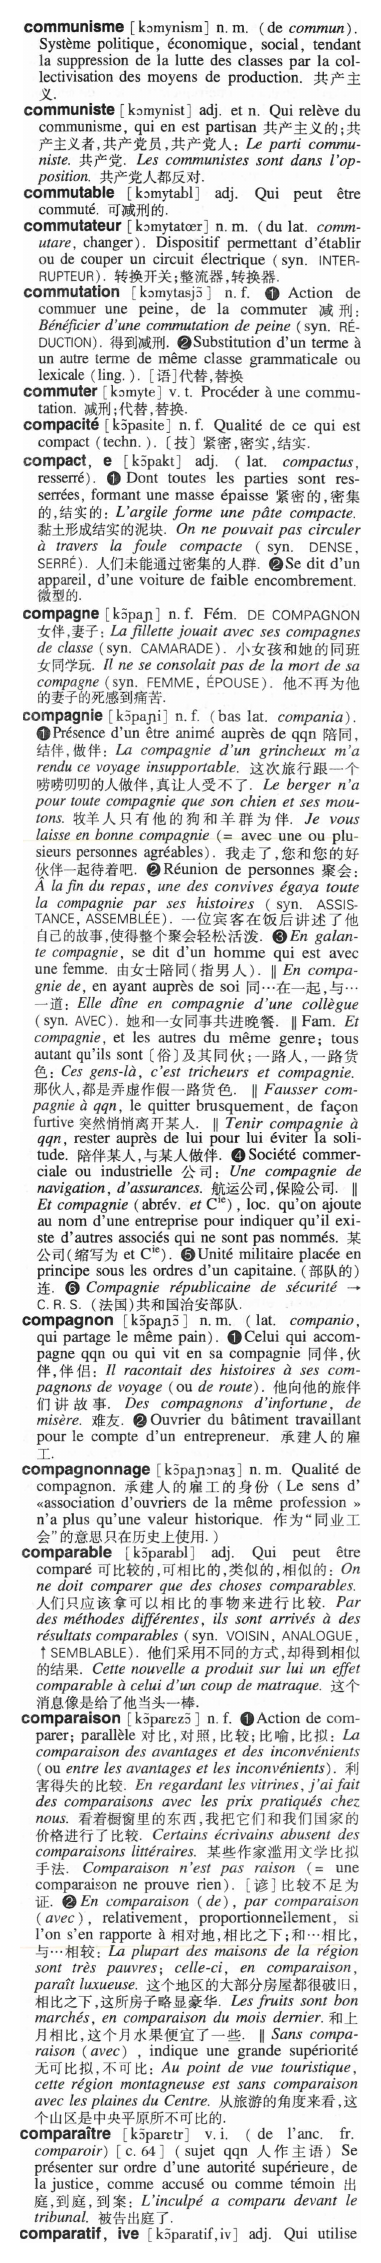 communisme [kɔmynism] n. m. (de commun).
Système politique, économique, social, tendant
la suppression de la lutte des classes par la col-
lectivisation des moyens de production. 共产主
义.
communiste [kɔmynist] adj. et n. Qui relève du
communisme, qui en est partisan 共产主义的;共
产主义者,共产党员,共产党人: Le parti commu-
niste. 共产党. Les communistes sont dans l'op-
position. 共产党人都反对.
commutable [kɔmytabl] adj. Qui peut être
commuté. 可减刑的.
commutateur [kɔmytatœr] n. m. (du lat. comm-
utare, changer). Dispositif permettant d'établir
ou de couper un circuit électrique (syn. INTER-
RUPTEUR). 转换开关;整流器,转换器.
commutation [kɔmytasjɔ̃] n. f. ❶ Action de
commuer une peine, de la commuter 减刑:
Bénéficier d'une commutation de peine (syn. RÉ-
DUCTION). 得到减刑. ❷Substitution d'un terme à
un autre terme de même classe grammaticale ou
lexicale (ling.). [语]代替,替换
commuter [kɔmyte] v. t. Procéder à une commu-
tation. 减刑;代替,替换.
compacité [kɔ̃pasite] n. f. Qualité de ce qui est
compact (techn.). [技] 紧密,密实,结实.
compact, e [kɔ̃pakt] adj. (lat. compactus,
resserré). ❶ Dont toutes les parties sont res-
serrées, formant une masse épaisse 紧密的,密集
的,结实的: L'argile forme une pâte compacte.
黏土形成结实的泥块. On ne pouvait pas circuler
à travers la foule compacte (syn. DENSE,
SERRÉ). 人们未能通过密集的人群. ❷Se dit d'un
appareil, d'une voiture de faible encombrement.
微型的.
compagne [kɔ̃paɲ] n. f. Fém. DE COMPAGNON
女伴,妻子: La fillette jouait avec ses compagnes
de classe (syn. CAMARADE). 小女孩和她的同班
女同学玩. Il ne se consolait pas de la mort de sa
compagne (syn. FEMME, ÉPOUSE). 他不再为他
的妻子的死感到痛苦.
compagnie [kɔ̃paɲi] n. f. (bas lat. compania).
❶Présence d'un être animé auprès de qqn 陪同,
结伴,做伴: La compagnie d'un grincheux m'a
rendu ce voyage insupportable. 这次旅行跟一个
唠唠叨叨的人做伴,真让人受不了. Le berger n'a
pour toute compagnie que son chien et ses mou-
tons. 牧羊人只有他的狗和羊群为伴. Je vous
laisse en bonne compagnie (= avec une ou plu-
sieurs personnes agréables). 我走了,您和您的好
伙伴一起待着吧. ❷Réunion de personnes 聚会:
À la fin du repas, une des convives égaya toute
la compagnie par ses histoires (syn. ASSIS-
TANCE, ASSEMBLÉE). 一位宾客在饭后讲述了他
自己的故事,使得整个聚会轻松活泼. ❸En galan-
te compagnie, se dit d'un homme qui est avec
une femme. 由女士陪同(指男人). ‖ En compa-
gnie de, en ayant auprès de soi 同…在一起,与…
一道: Elle dîne en compagnie d'une collègue
(syn. AVEC). 她和一女同事共进晚餐. ‖ Fam. Et
compagnie, et les autres du même genre; tous
autant qu'ils sont [俗]及其同伙;一路人,一路货
色: Ces gens-là, c'est tricheurs et compagnie.
那伙人,都是弄虚作假一路货色. ‖ Fausser com-
pagnie à qqn, le quitter brusquement, de façon
furtive 突然悄悄离开某人. ‖ Tenir compagnie à
qqn, rester auprès de lui pour lui éviter la soli-
tude. 陪伴某人,与某人做伴. ❹Société commer-
ciale ou industrielle 公司: Une compagnie de
navigation, d'assurances. 航运公司,保险公司. ‖
Et compagnie (abrév. et Cie), loc. qu'on ajoute
au nom d'une entreprise pour indiquer qu'il exi-
ste d'autres associés qui ne sont pas nommés. 某
公司(缩写为 et Cie). ❺Unité militaire placée en
principe sous les ordres d'un capitaine. (部队的)
连. ❻ Compagnie républicaine de sécurité →
C. R. S. (法国)共和国治安部队.
compagnon [kɔ̃paɲɔ̃] n. m. (lat. companio,
qui partage le même pain). ❶Celui qui accom-
pagne qqn ou qui vit en sa compagnie 同伴,伙
伴,伴侣: Il racontait des histoires à ses com-
pagnons de voyage (ou de route). 他向他的旅伴
们讲故事. Des compagnons d'infortune, de
misère. 难友. ❷Ouvrier du bâtiment travaillant
pour le compte d'un entrepreneur. 承建人的雇
工.
compagnonnage [kɔ̃paɲɔnaʒ] n. m. Qualité de
compagnon. 承建人的雇工的身份 (Le sens d'
«association d'ouvriers de la même profession »
n'a plus qu'une valeur historique. 作为“同业工
会”的意思只在历史上使用.)
comparable [kɔ̃parabl] adj. Qui peut être
comparé 可比较的,可相比的,类似的,相似的: On
ne doit comparer que des choses comparables.
人们只应该拿可以相比的事物来进行比较. Par
des méthodes différentes, ils sont arrivés à des
résultats comparables (syn. VOISIN, ANALOGUE,
↑SEMBLABLE). 他们采用不同的方式,却得到相似
的结果. Cette nouvelle a produit sur lui un effet
comparable à celui d'un coup de matraque. 这个
消息像是给了他当头一棒.
comparaison [kɔ̃parɛzɔ̃] n. f. ❶Action de com-
parer; parallèle 对比,对照,比较;比喻,比拟: La
comparaison des avantages et des inconvénients
(ou entre les avantages et les inconvénients). 利
害得失的比较. En regardant les vitrines, j'ai fait
des comparaisons avec les prix pratiqués chez
nous. 看着橱窗里的东西,我把它们和我们国家的
价格进行了比较. Certains écrivains abusent des
comparaisons littéraires. 某些作家滥用文学比拟
手法. Comparaison n'est pas raison (= une
comparaison ne prouve rien). [谚]比较不足为
证. ❷En comparaison (de), par comparaison
(avec), relativement, proportionnellement, si
l'on s'en rapporte à 相对地,相比之下;和…相比,
与…相较: La plupart des maisons de la région
sont très pauvres; celle-ci, en comparaison,
paraît luxueuse. 这个地区的大部分房屋都很破旧,
相比之下,这所房子略显豪华. Les fruits sont bon
marchés, en comparaison du mois dernier. 和上
月相比,这个月水果便宜了一些. ‖ Sans compa-
raison (avec), indique une grande supériorité
无可比拟,不可比: Au point de vue touristique,
cette région montagneuse est sans comparaison
avec les plaines du Centre. 从旅游的角度来看,这
个山区是中央平原所不可比的.
comparaître [kɔ̃parɛtr] v. i. (de l'anc. fr.
comparoir) [c. 64] (sujet qqn 人作主语) Se
présenter sur ordre d'une autorité supérieure, de
la justice, comme accusé ou comme témoin 出
庭,到庭,到案: L'inculpé a comparu devant le
tribunal. 被告出庭了.
comparatif, ive [kɔ̃paratif,iv] adj. Qui utilise